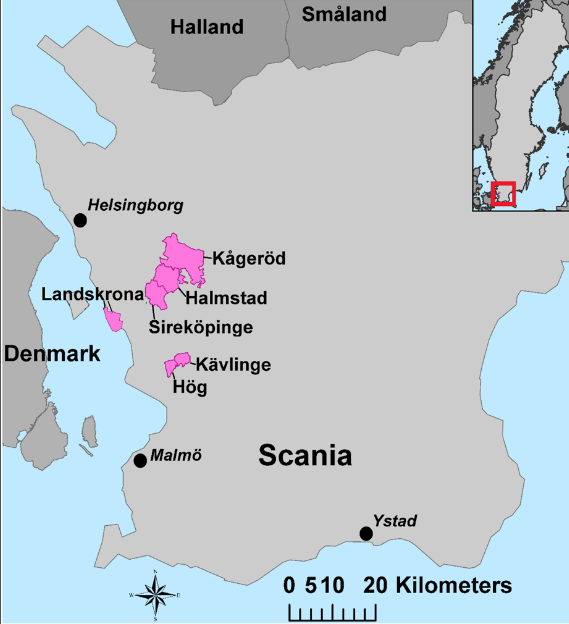 Halland
Småland
Helsingborg
Kågeröd
Landskrona
Halmstad
Sireköpinge
Denmark
Kävlinge
Hög
Malmö
Scania
Ystad
0 5 10 20 Kilometers
N
W E
S